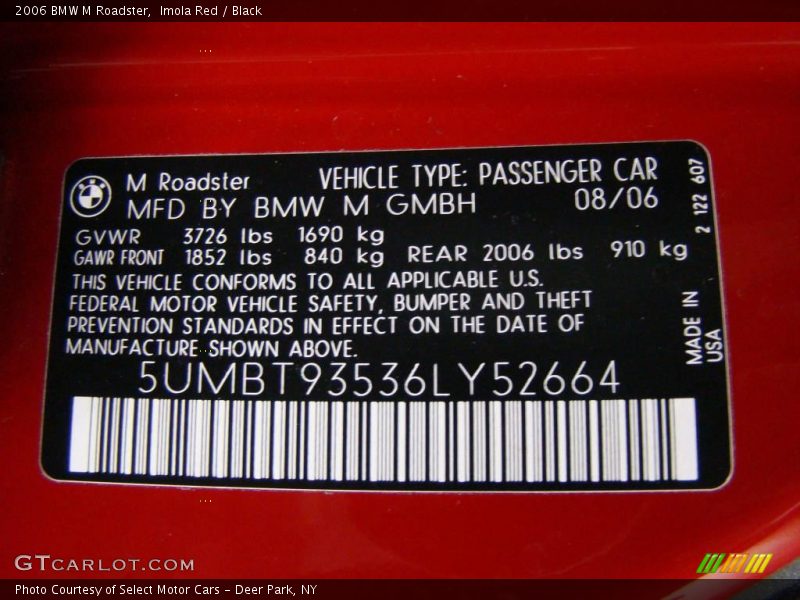 2006 BMW M Roadster, Imola Red / Black
M Roadster VEHICLE TYPE: PASSENGER CAR
MFD BY BMW M GMBH 08/06
GVWR 3726 lbs 1690 kg
GAWR FRONT 1852 lbs 840 kg REAR 2006 lbs 910 kg
THIS VEHICLE CONFORMS TO ALL APPLICABLE U.S.
FEDERAL MOTOR VEHICLE SAFETY, BUMPER AND THEFT
PREVENTION STANDARDS IN EFFECT ON THE DATE OF
MANUFACTURE SHOWN ABOVE.
5UMBT93536LY52664
2 122 607
MADE IN
USA
GTCARLOT.COM
Photo Courtesy of Select Motor Cars - Deer Park, NY